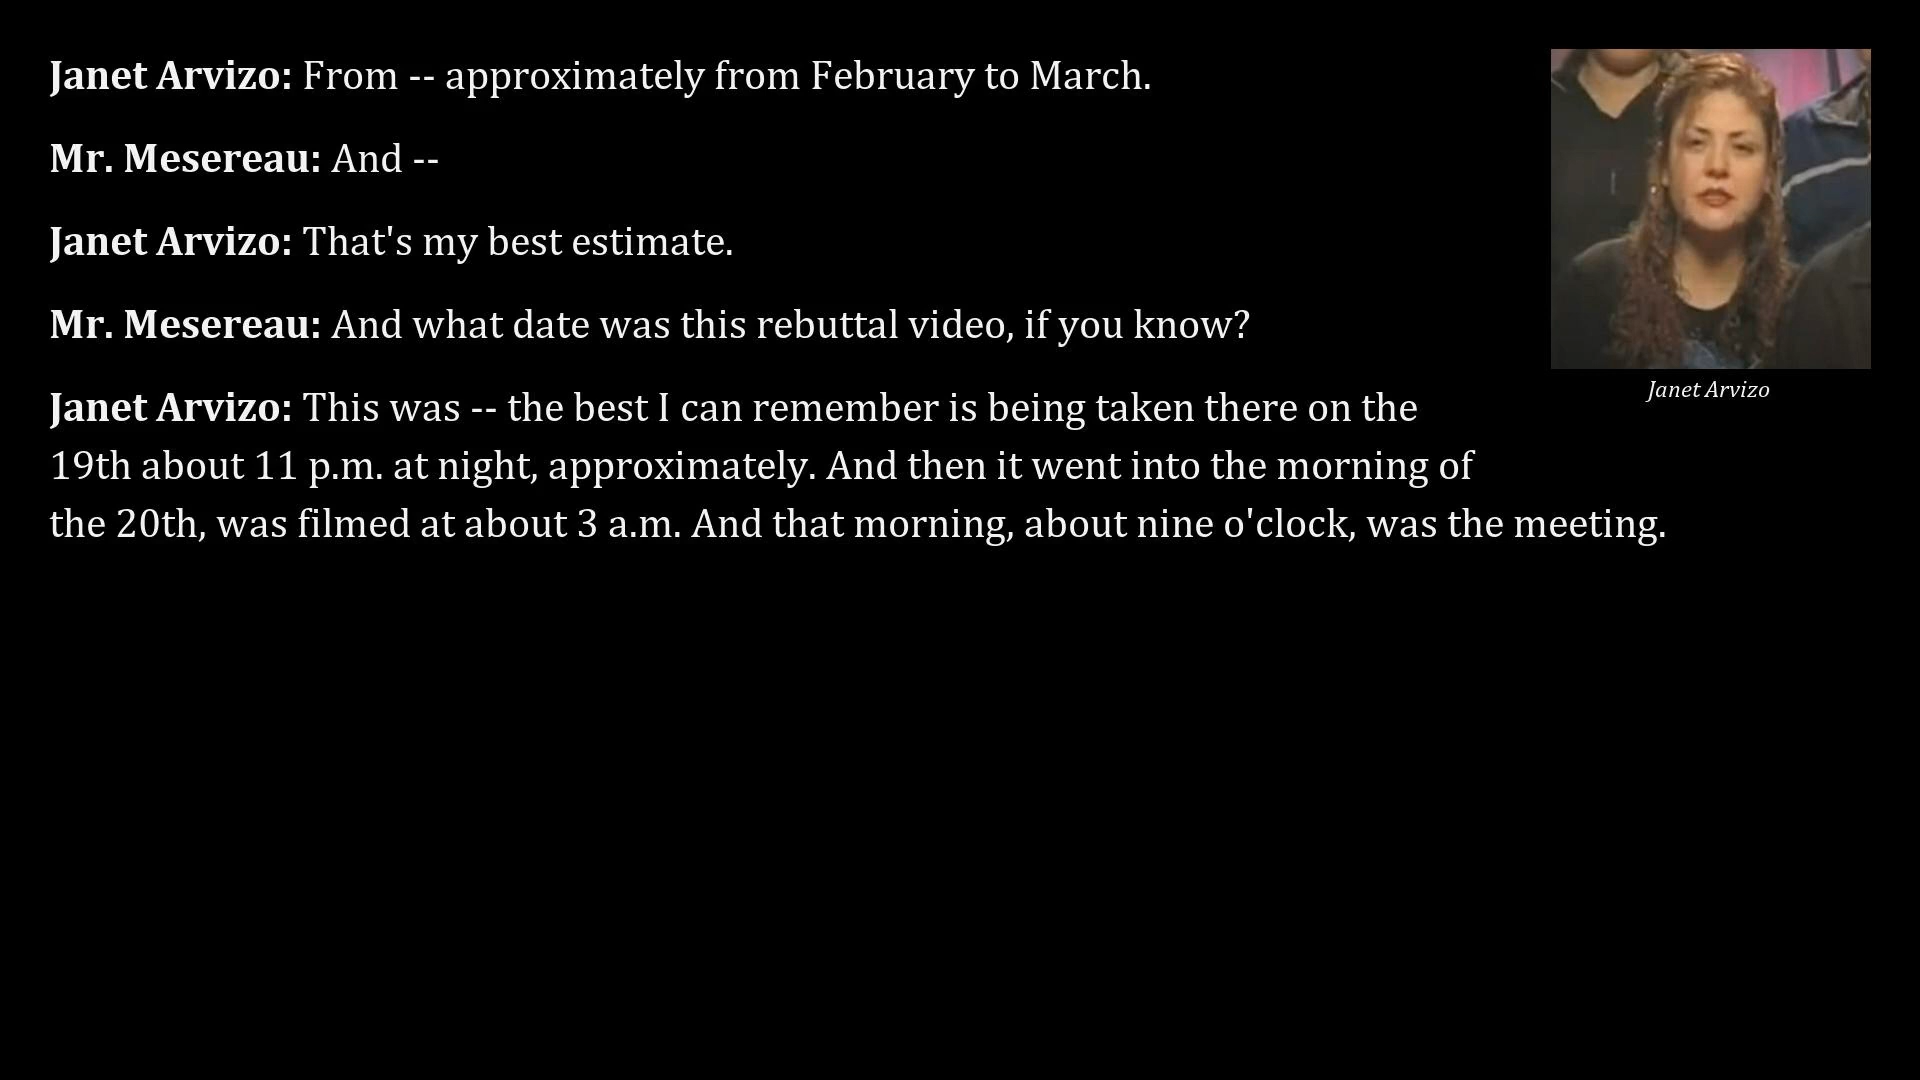 Janet Arvizo: From -- approximately from February to March.
Mr. Mesereau: And --
Janet Arvizo: That's my best estimate.
Mr. Mesereau: And what date was this rebuttal video, if you know?
Janet Arvizo: This was -- the best I can remember is being taken there on the
19th about 11 p.m. at night, approximately. And then it went into the morning of
the 20th, was filmed at about 3 a.m. And that morning, about nine o'clock, was the meeting.
Janet Arvizo